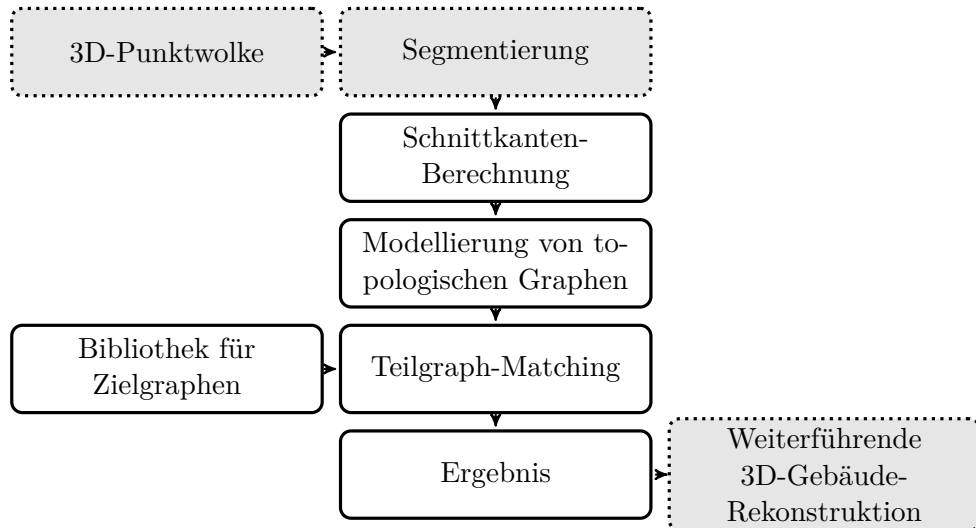 3D-Punktwolke
Segmentierung
Schnittkanten-
Berechnung
Modellierung von to-
pologischen Graphen
Bibliothek für
Zielgraphen
Teilgraph-Matching
Ergebnis
Weiterführende
3D-Gebäude-
Rekonstruktion